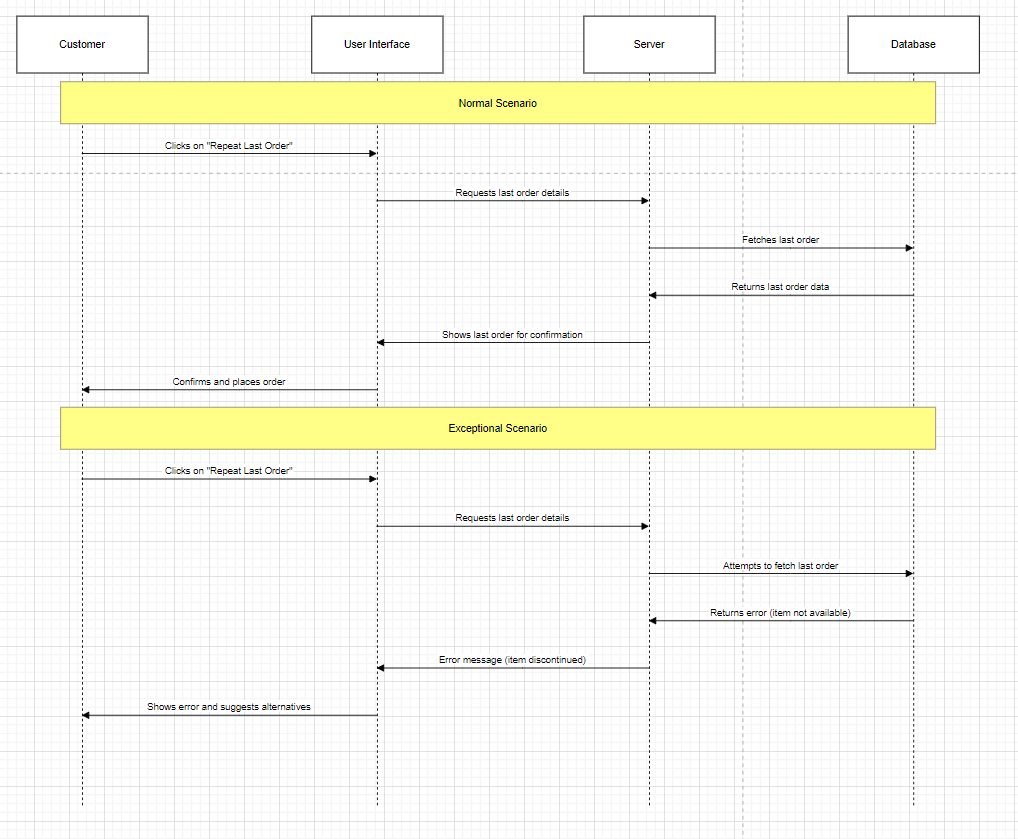 Customer
User Interface
Server
Database
Normal Scenario
Clicks on "Repeat Last Order"
Requests last order details
Fetches last order
Returns last order data
Shows last order for confirmation
Confirms and places order
Exceptional Scenario
Clicks on "Repeat Last Order"
Requests last order details
Attempts to fetch last order
Returns error (item not available)
Error message (item discontinued)
Shows error and suggests alternatives